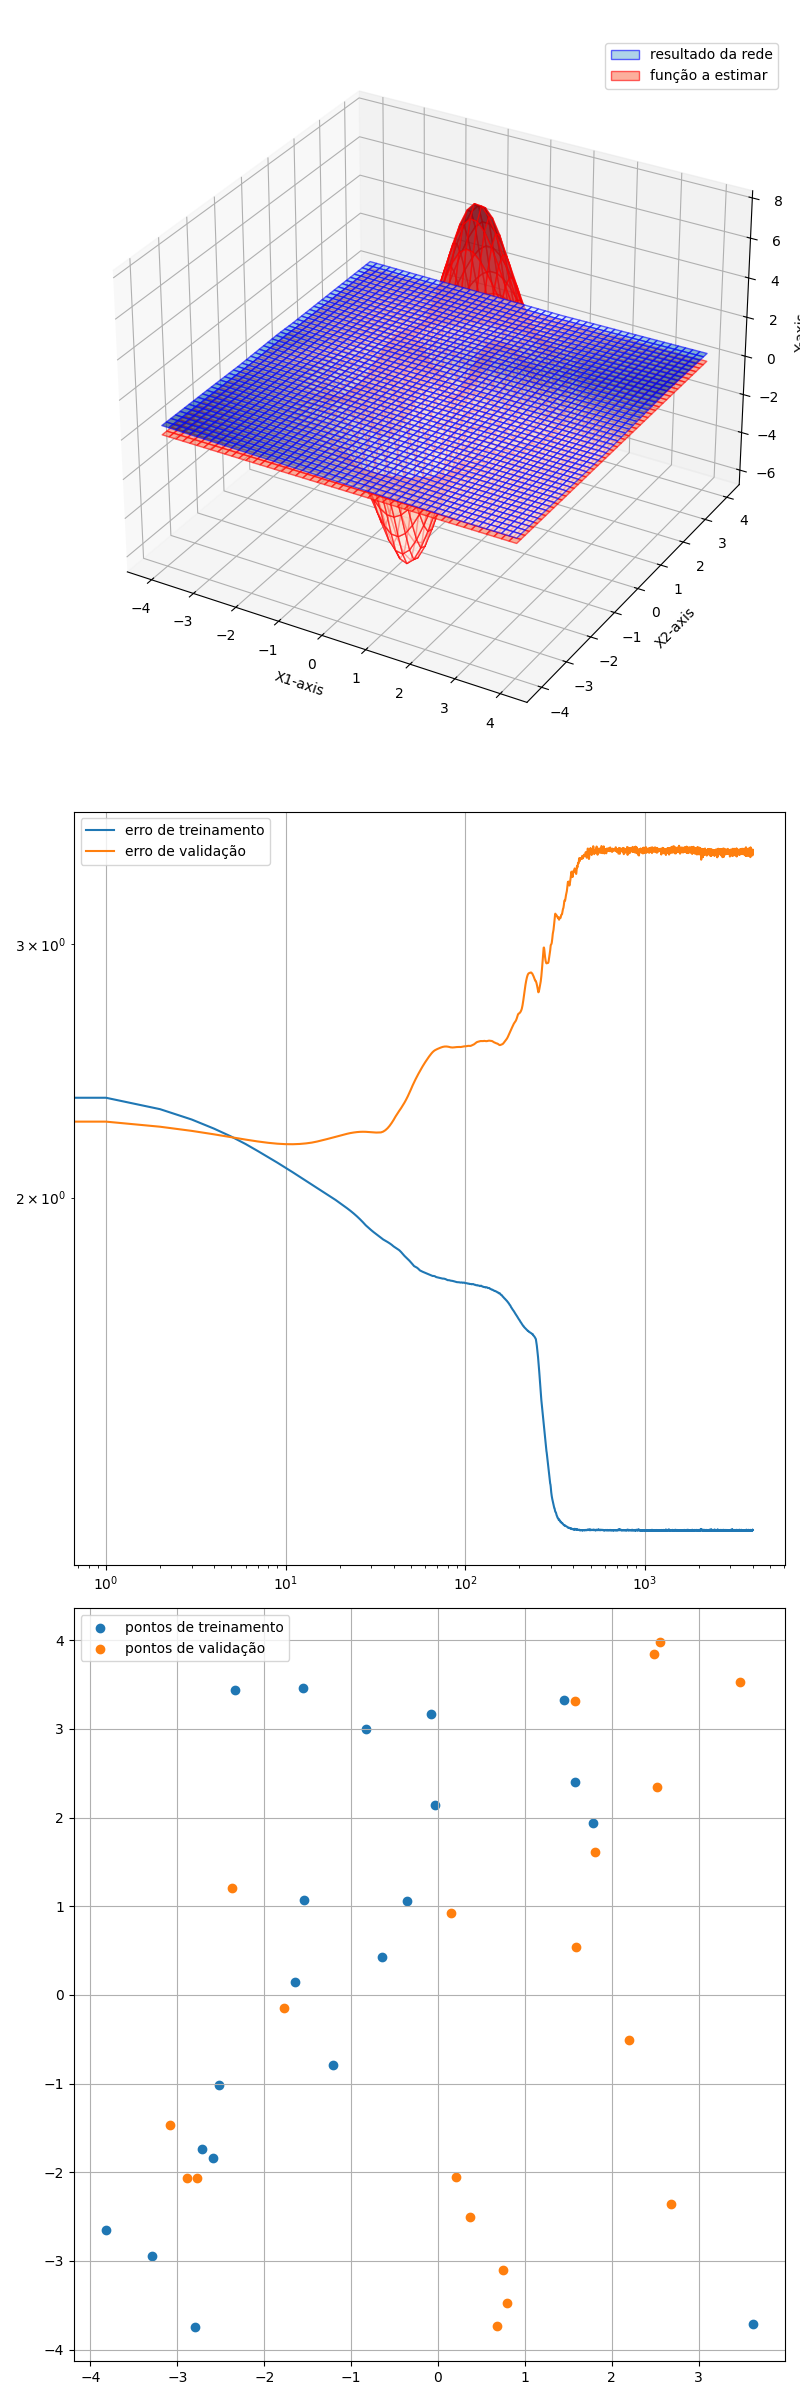 resultado da rede
função a estimar
8
6
4
2
0
−2
−4
−6
−4
−3
−2
−1
0
1
2
3
4
X1-axis
−4
−3
−2
−1
0
1
2
3
4
X2-axis
erro de treinamento
erro de validação
3 × 10⁰
2 × 10⁰
10⁰ 10¹ 10² 10³
pontos de treinamento
pontos de validação
4
3
2
1
0
−1
−2
−3
−4
−4 −3 −2 −1 0 1 2 3